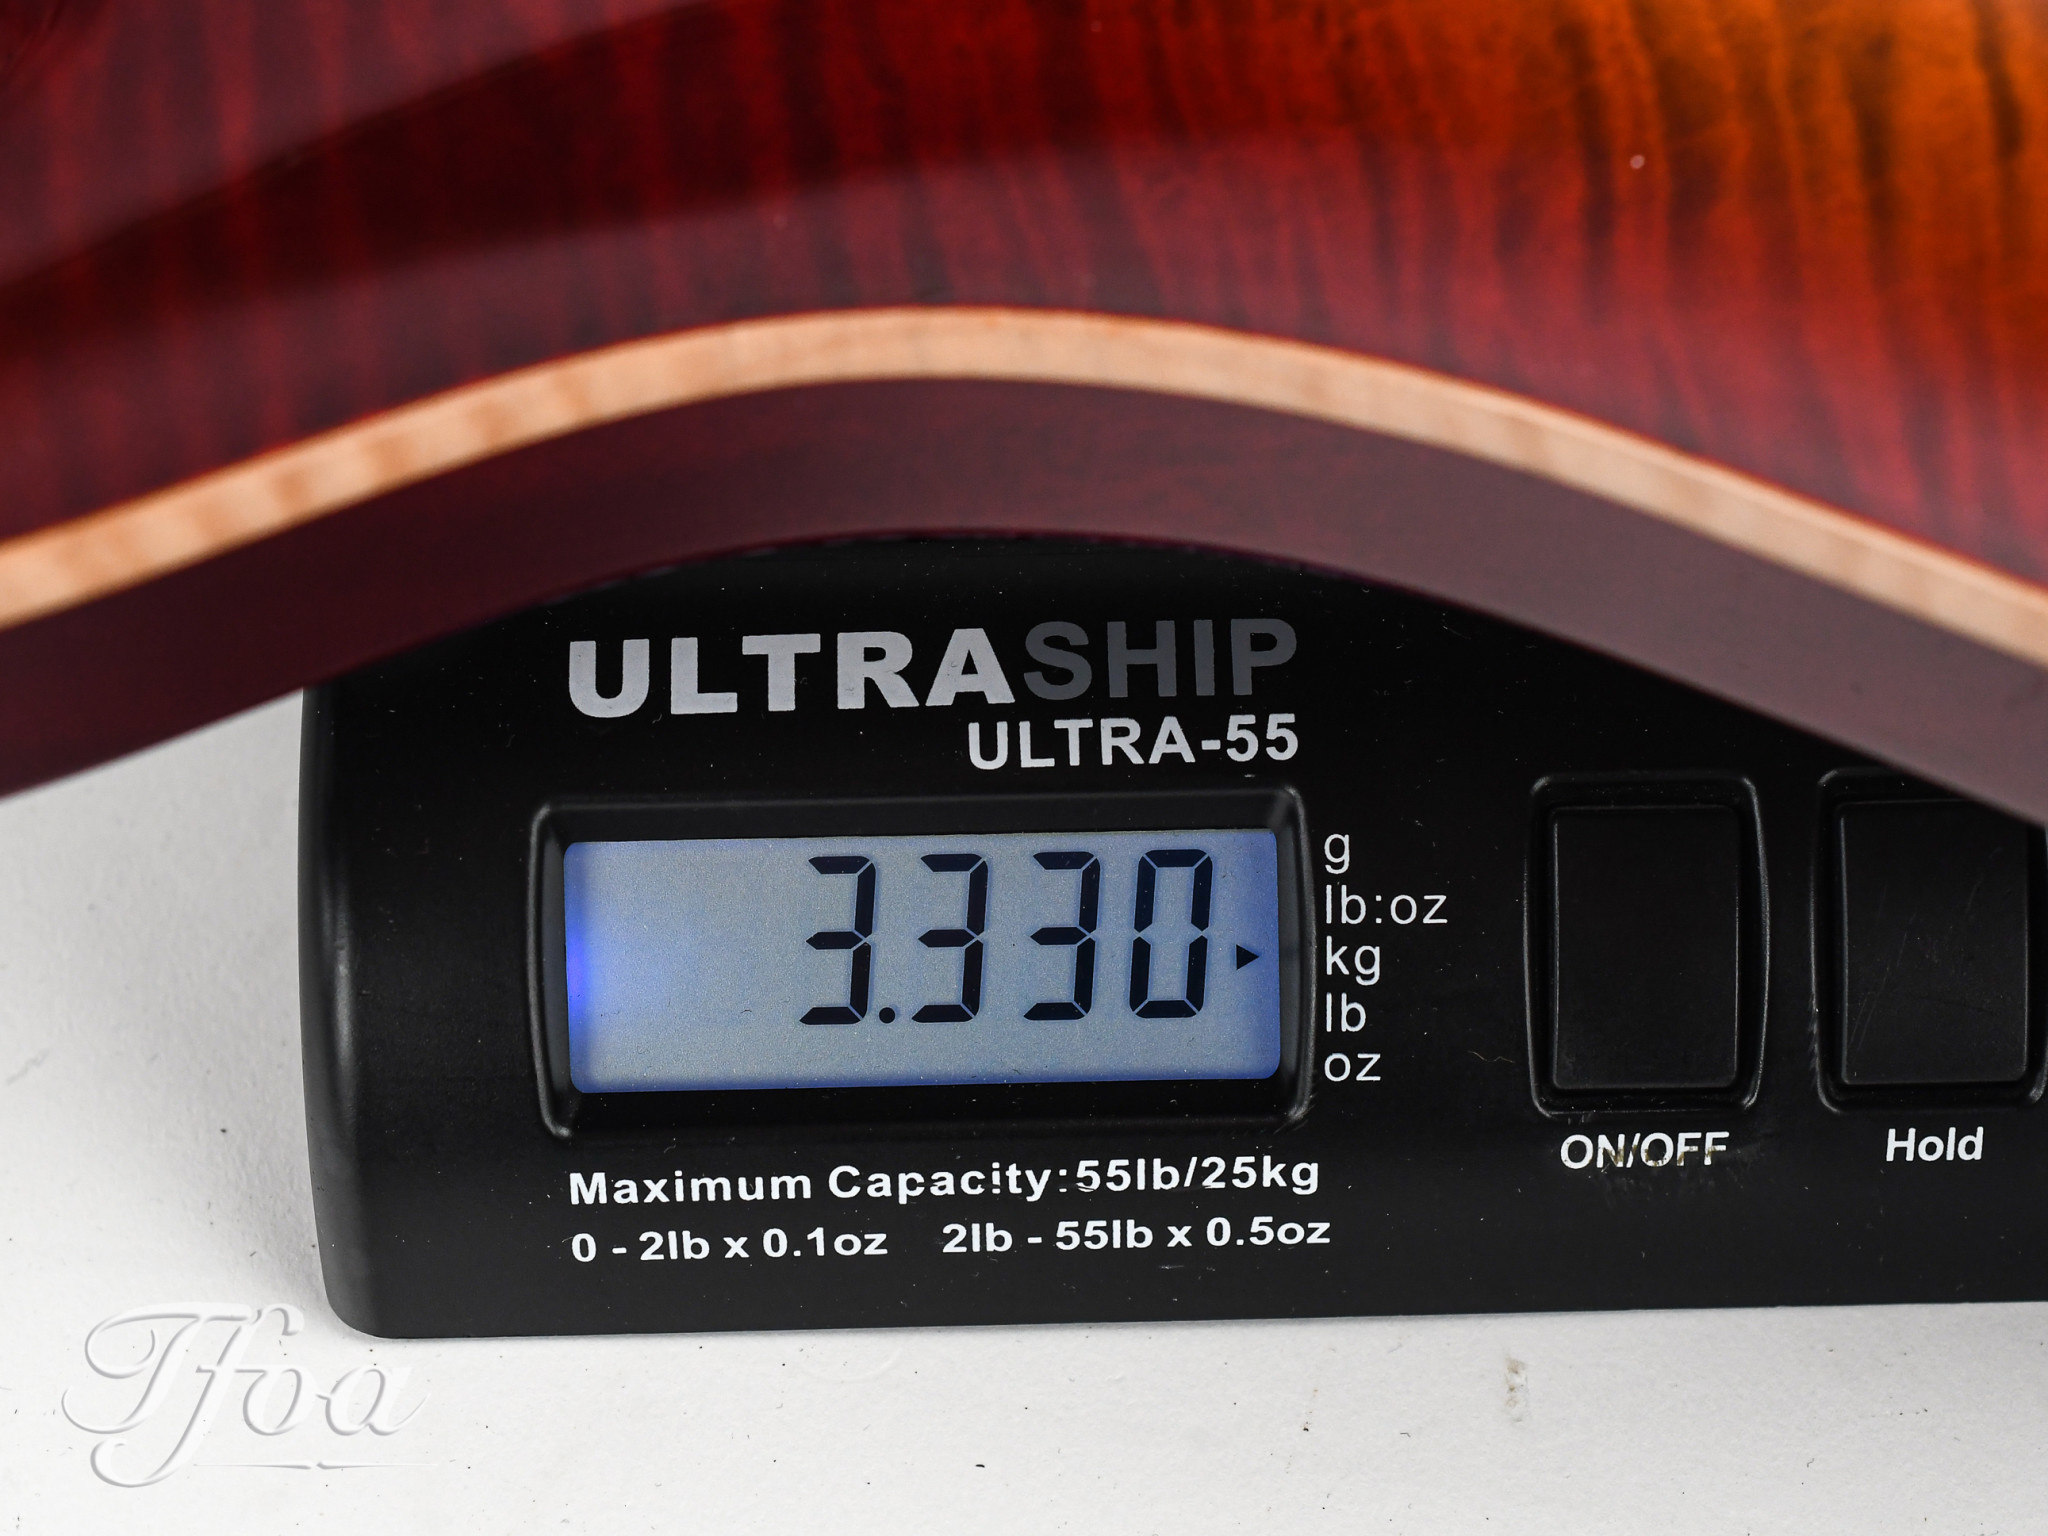 ULTRASHIP
ULTRA-55
3.330
g
lb:oz
kg
lb
oz
ON/OFF
Hold
Maximum Capacity:55lb/25kg
0 - 2lb x 0.1oz 2lb - 55lb x 0.5oz
Tfoa